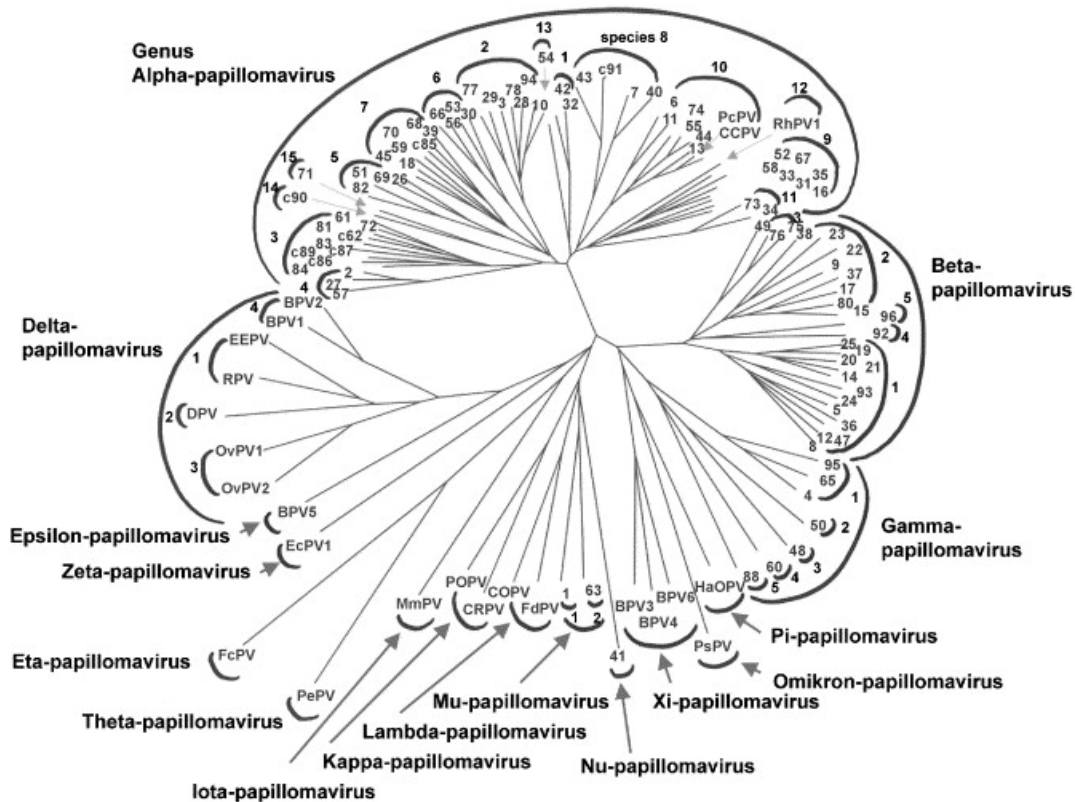 Genus
Alpha-papillomavirus
13
54
2
1
species 8
6
77
94
78
29 3 28 10
42
32
43
c91
7
40
10
6
11
74
55
44
13
PcPV
CCPV
12
RhPV1
9
52
67
58
33
31
35
16
11
73
34
7
68
53
66
30
56
70
39
59
c85
45
18
5
51
69
26
82
15
71
14
c90
3
61
81
72
c62
83
c89
c87
c86
84
4
2
27
57
3
49
75
76
38
23
22
2
9
37
17
80
15
5
96
92
4
Beta-
papillomavirus
25
19
20
21
14
1
93
24
5
36
12
47
8
Delta-
papillomavirus
4
BPV2
BPV1
1
EEPV
RPV
2
DPV
3
OvPV1
OvPV2
95
65
4
1
50
2
48
3
60
4
88
5
Gamma-
papillomavirus
Epsilon-papillomavirus
BPV5
Zeta-papillomavirus
EcPV1
MmPV
POPV
CRPV
COPV
FdPV
1
63
1
2
BPV3
BPV6
BPV4
HaOPV
PsPV
41
Pi-papillomavirus
Eta-papillomavirus
FcPV
Omikron-papillomavirus
PePV
Theta-papillomavirus
Mu-papillomavirus
Xi-papillomavirus
Lambda-papillomavirus
Kappa-papillomavirus
Nu-papillomavirus
Iota-papillomavirus